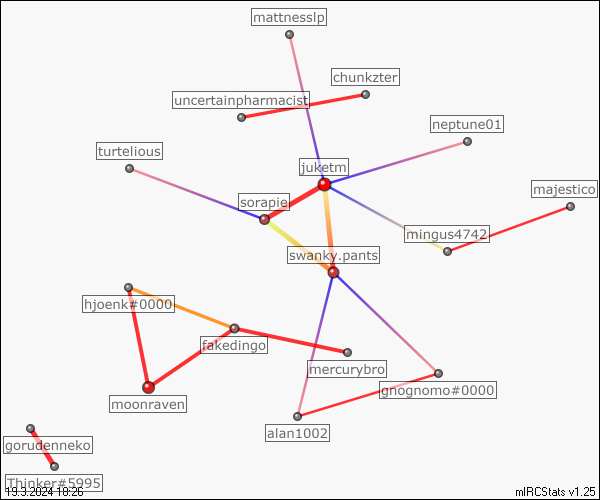 mattnesslp
chunkzter
uncertainpharmacist
neptune01
turtelious
juketm
majestico
sorapie
mingus4742
swanky.pants
hjoenk#0000
fakedingo
mercurybro
gnognomo#0000
moonraven
alan1002
gorudenneko
Thinker#5995
19.3.2024 10:26
mIRCStats v1.25